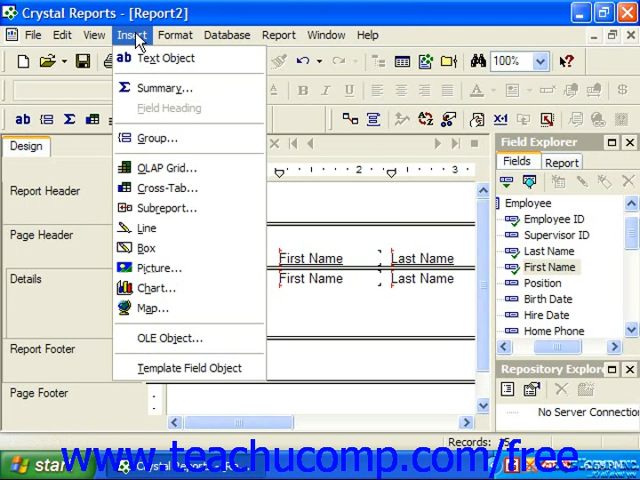 Crystal Reports - [Report2]
File Edit View Insert Format Database Report Window Help
100%
Text Object
Summary...
Field Heading
Group...
OLAP Grid...
Cross-Tab...
Subreport...
Line
Box
Picture...
Chart...
Map...
OLE Object...
Template Field Object
Design
Report Header
Page Header
Details
Report Footer
Page Footer
2 3
First Name Last Name
First Name Last Name
Field Explorer
Fields Report
Employee
Employee ID
Supervisor ID
Last Name
First Name
Position
Birth Date
Hire Date
Home Phone
Repository Explorer
No Server Connection
Records:
start
www.teachucomp.com/free